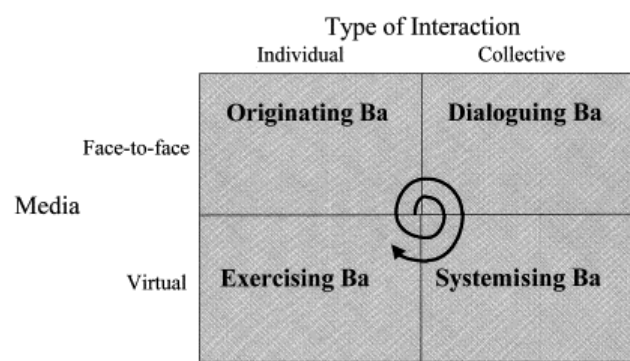 Type of Interaction
Individual Collective
Originating Ba Dialoguing Ba
Face-to-face
Media
Virtual
Exercising Ba Systemising Ba